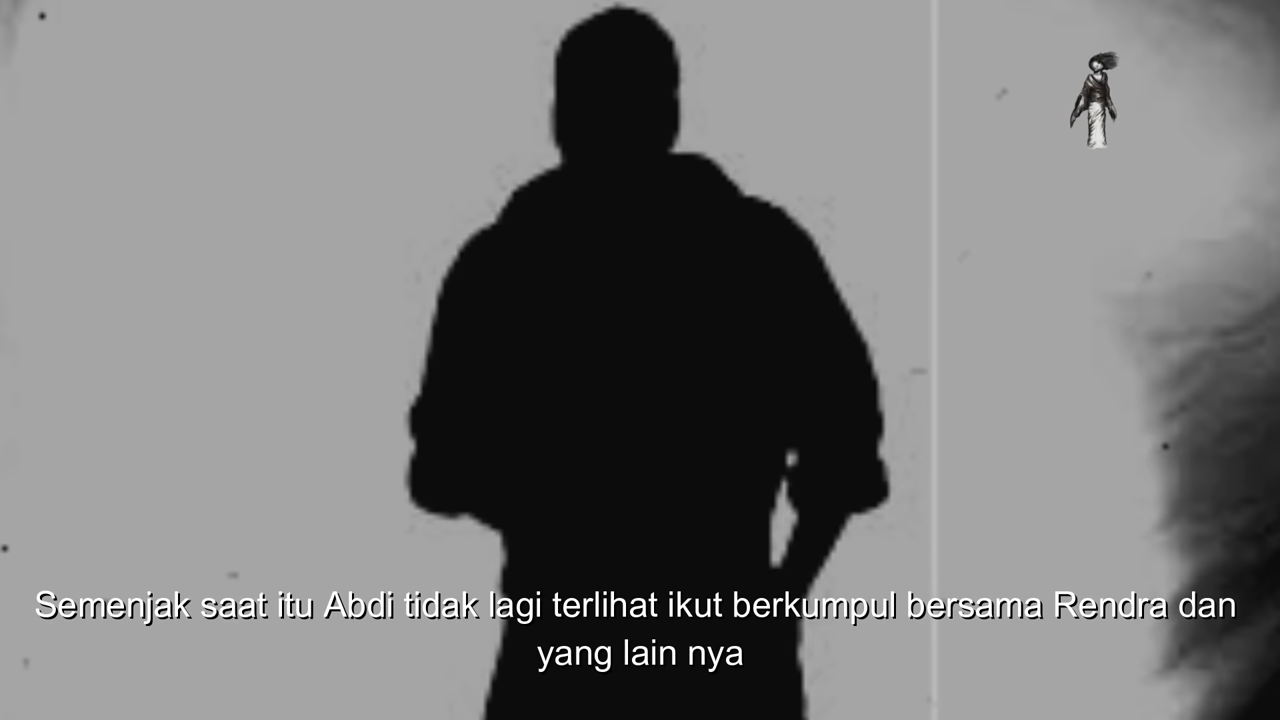 Semenjak saat itu Abdi tidak lagi terlihat ikut berkumpul bersama Rendra dan
yang lain nya